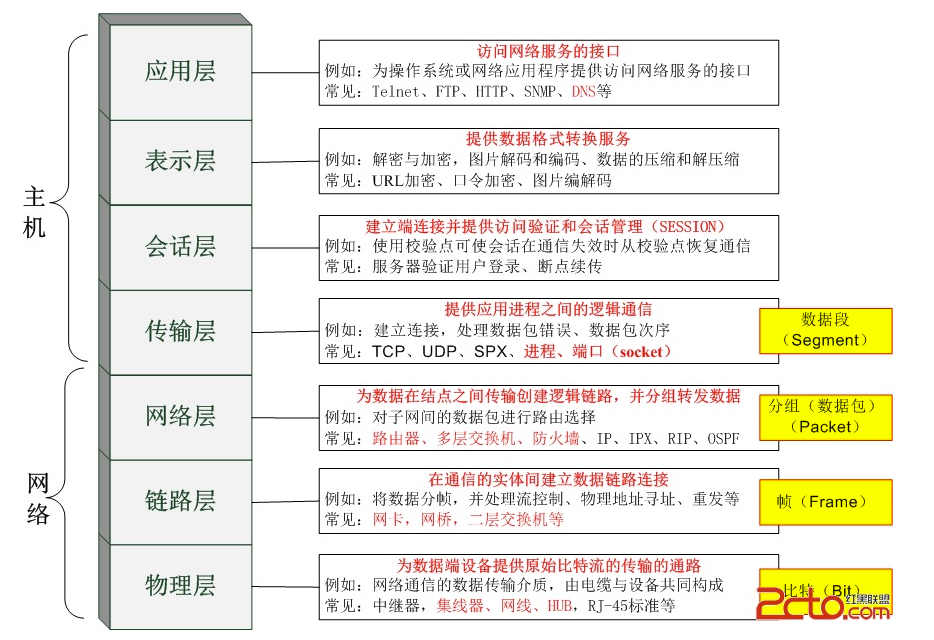 应用层
访问网络服务的接口
例如：为操作系统或网络应用程序提供访问网络服务的接口
常见：Telnet、FTP、HTTP、SNMP、DNS等
表示层
提供数据格式转换服务
例如：解密与加密，图片解码和编码、数据的压缩和解压缩
常见：URL加密、口令加密、图片编解码
主机
会话层
建立端连接并提供访问验证和会话管理（SESSION）
例如：使用校验点可使会话在通信失效时从校验点恢复通信
常见：服务器验证用户登录、断点续传
传输层
提供应用进程之间的逻辑通信
例如：建立连接，处理数据包错误、数据包次序
常见：TCP、UDP、SPX、进程、端口（socket）
数据段
（Segment）
网络层
为数据在结点之间传输创建逻辑链路，并分组转发数据
例如：对子网间的数据包进行路由选择
常见：路由器、多层交换机、防火墙、IP、IPX、RIP、OSPF
分组（数据包）
（Packet）
网络
链路层
在通信的实体间建立数据链路连接
例如：将数据分帧，并处理流控制、物理地址寻址、重发等
常见：网卡，网桥，二层交换机等
帧（Frame）
物理层
为数据端设备提供原始比特流的传输的通路
例如：网络通信的数据传输介质，由电缆与设备共同构成
常见：中继器，集线器、网线、HUB，RJ-45标准等
比特（Bit）
2cto.com
红黑联盟